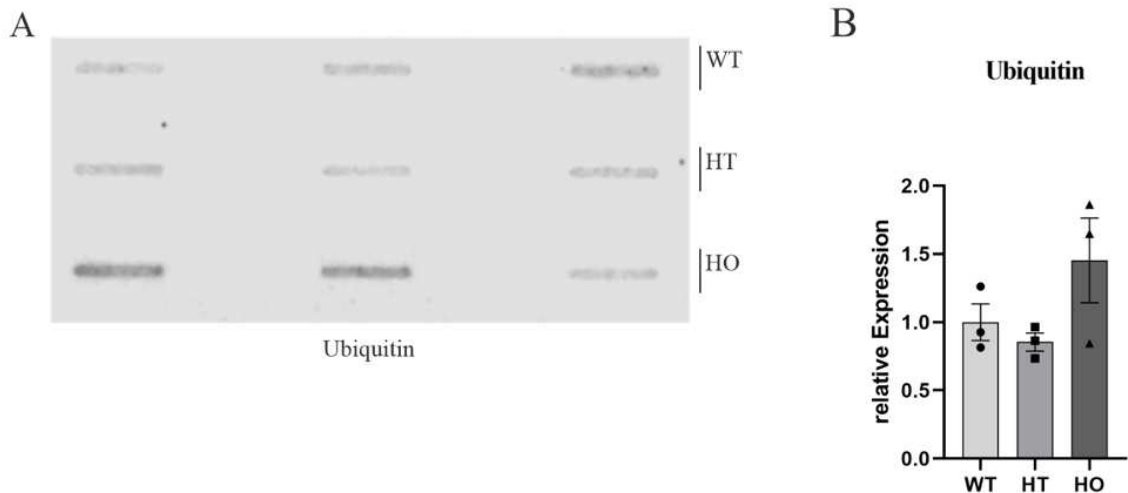 A
WT
HT
HO
Ubiquitin
B
Ubiquitin
relative Expression
2.0
1.5
1.0
0.5
0.0
WT HT HO